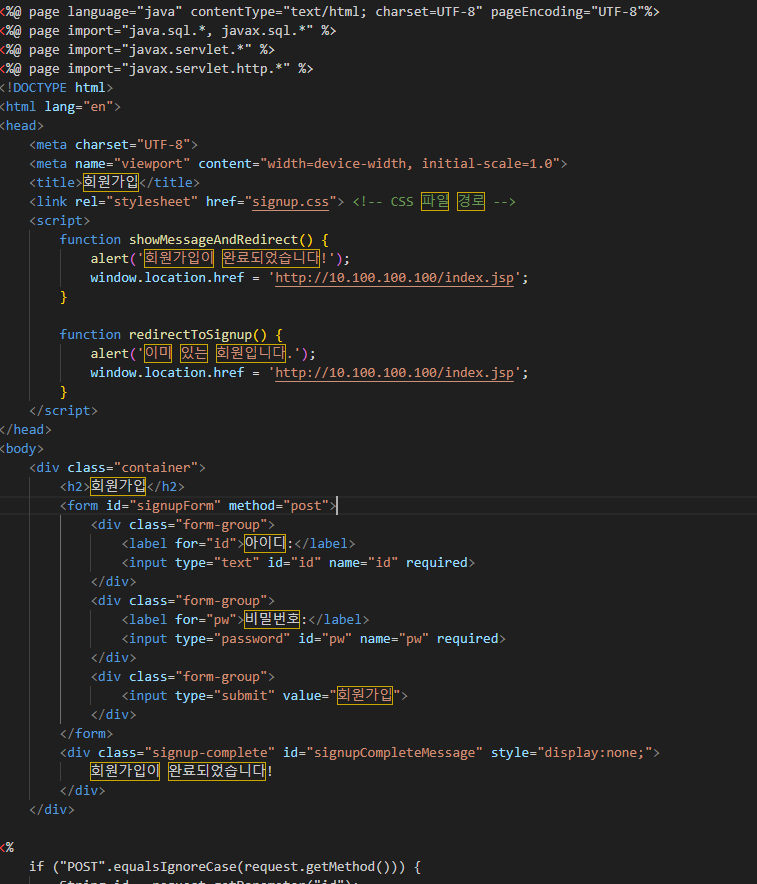 <%@ page language="java" contentType="text/html; charset=UTF-8" pageEncoding="UTF-8"%>
<%@ page import="java.sql.*, javax.sql.*" %>
<%@ page import="javax.servlet.*" %>
<%@ page import="javax.servlet.http.*" %>
<!DOCTYPE html>
<html lang="en">
<head>
    <meta charset="UTF-8">
    <meta name="viewport" content="width=device-width, initial-scale=1.0">
    <title>회원가입</title>
    <link rel="stylesheet" href="signup.css"> <!-- CSS 파일 경로 -->
    <script>
        function showMessageAndRedirect() {
            alert('회원가입이 완료되었습니다!');
            window.location.href = 'http://10.100.100.100/index.jsp';
        }

        function redirectToSignup() {
            alert('이미 있는 회원입니다.');
            window.location.href = 'http://10.100.100.100/index.jsp';
        }
    </script>
</head>
<body>
    <div class="container">
        <h2>회원가입</h2>
        <form id="signupForm" method="post">
            <div class="form-group">
                <label for="id">아이디:</label>
                <input type="text" id="id" name="id" required>
            </div>
            <div class="form-group">
                <label for="pw">비밀번호:</label>
                <input type="password" id="pw" name="pw" required>
            </div>
            <div class="form-group">
                <input type="submit" value="회원가입">
            </div>
        </form>
        <div class="signup-complete" id="signupCompleteMessage" style="display:none;">
            회원가입이 완료되었습니다!
        </div>
    </div>

<%
    if ("POST".equalsIgnoreCase(request.getMethod())) {
        String id = request.getParameter("id");